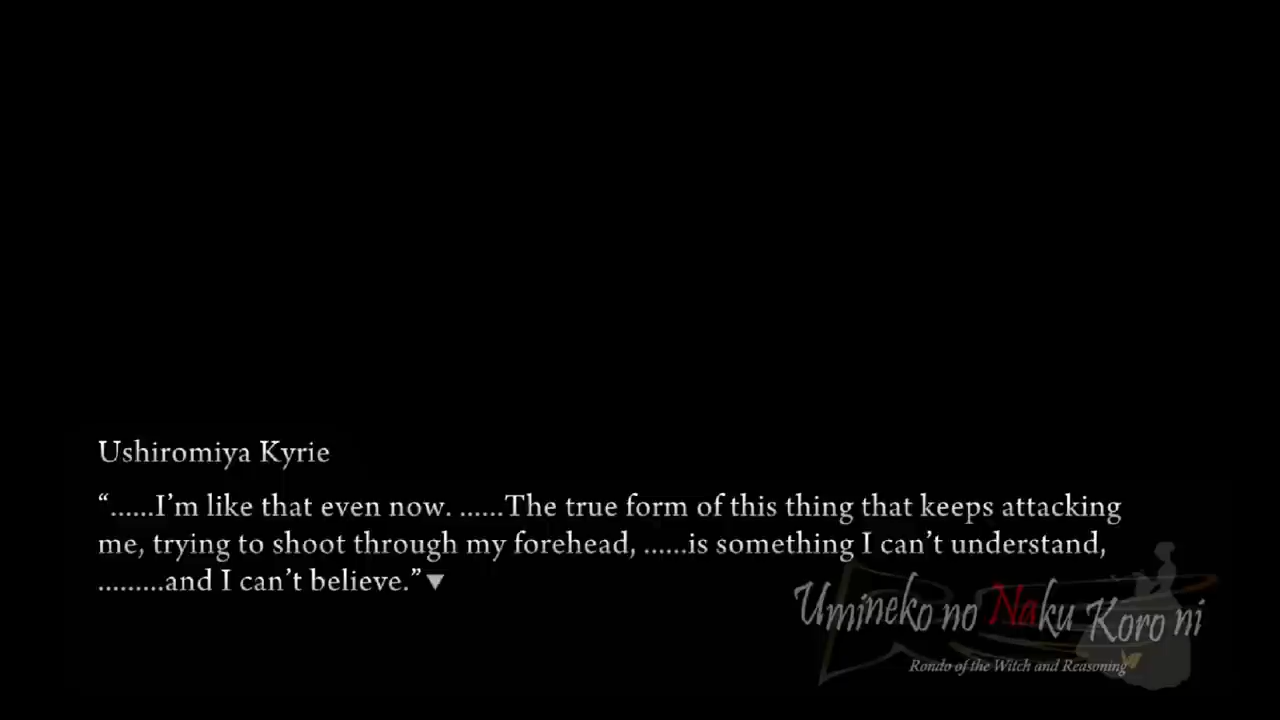 Ushiromiya Kyrie
“......I’m like that even now. ......The true form of this thing that keeps attacking
me, trying to shoot through my forehead, ......is something I can’t understand,
.........and I can’t believe.”▼
Umineko no Naku Koro ni
Rondo of the Witch and Reasoning